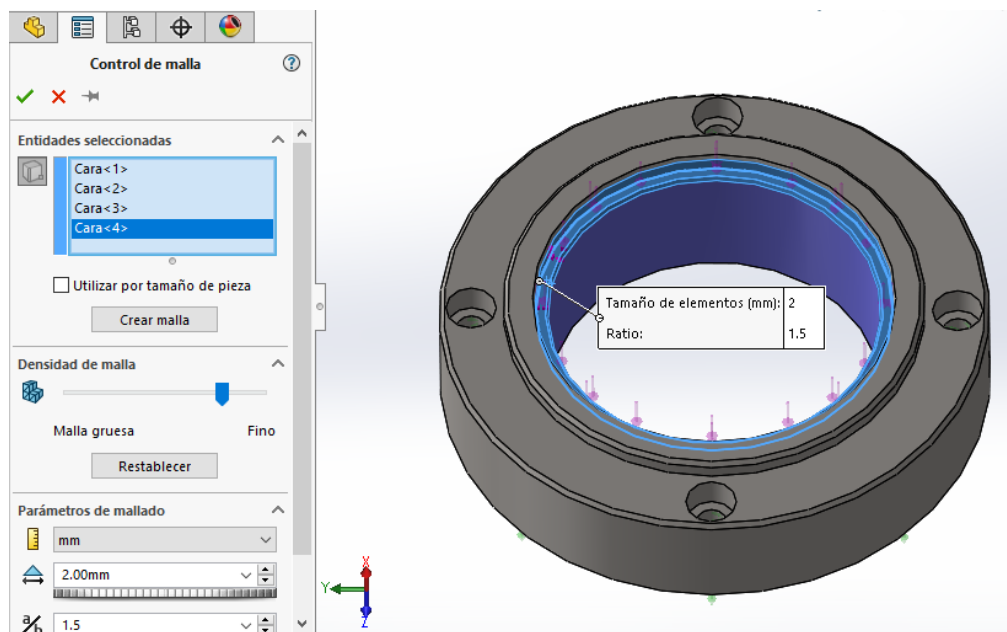 Control de malla
?
Entidades seleccionadas
Cara<1>
Cara<2>
Cara<3>
Cara<4>
Utilizar por tamaño de pieza
Crear malla
Densidad de malla
Malla gruesa Fino
Restablecer
Parámetros de mallado
mm
2.00mm
a/b 1.5
Tamaño de elementos (mm): 2
Ratio: 1.5
X
Y
Z